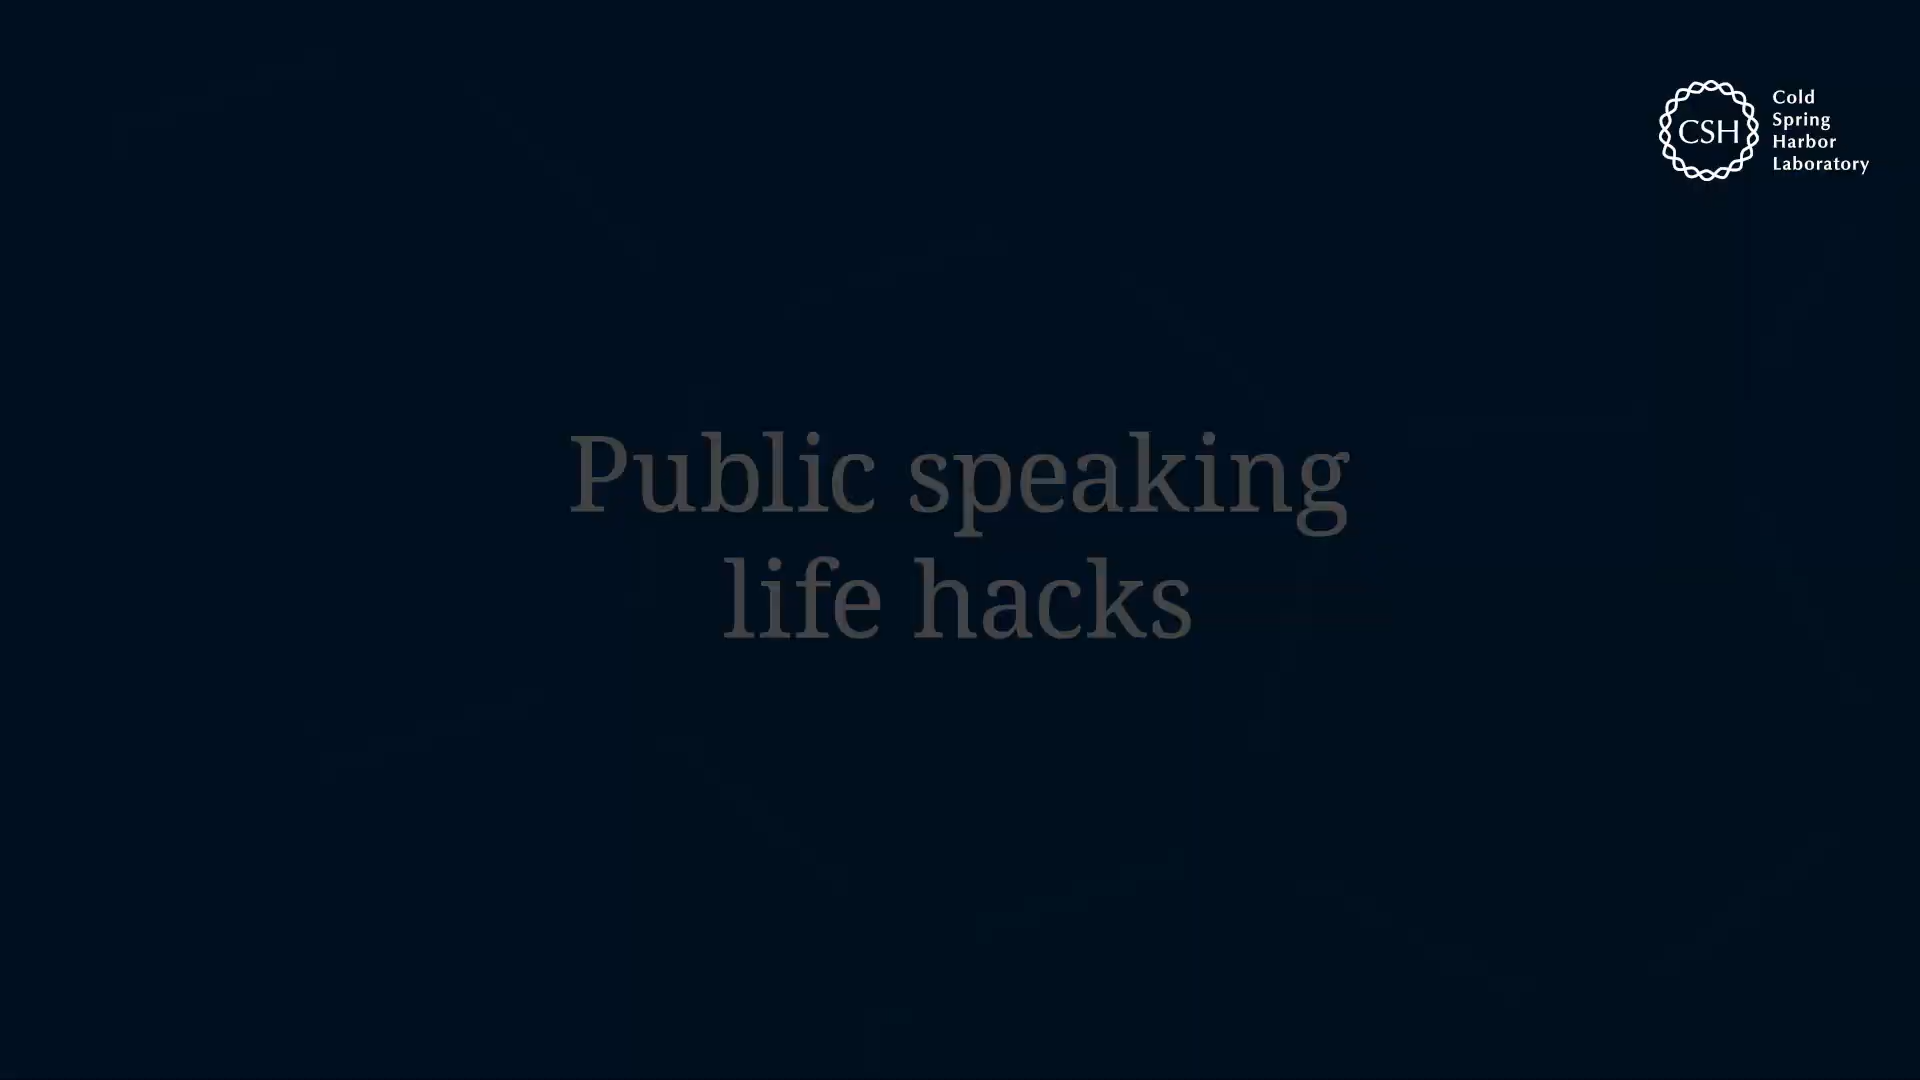 CSH
Cold
Spring
Harbor
Laboratory
Public speaking
life hacks